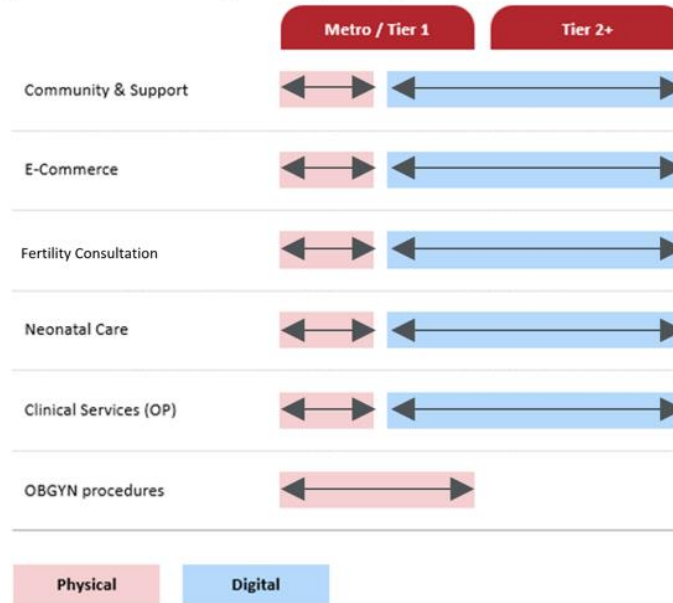 Metro / Tier 1 Tier 2+
Community & Support
E-Commerce
Fertility Consultation
Neonatal Care
Clinical Services (OP)
OBGYN procedures
Physical Digital